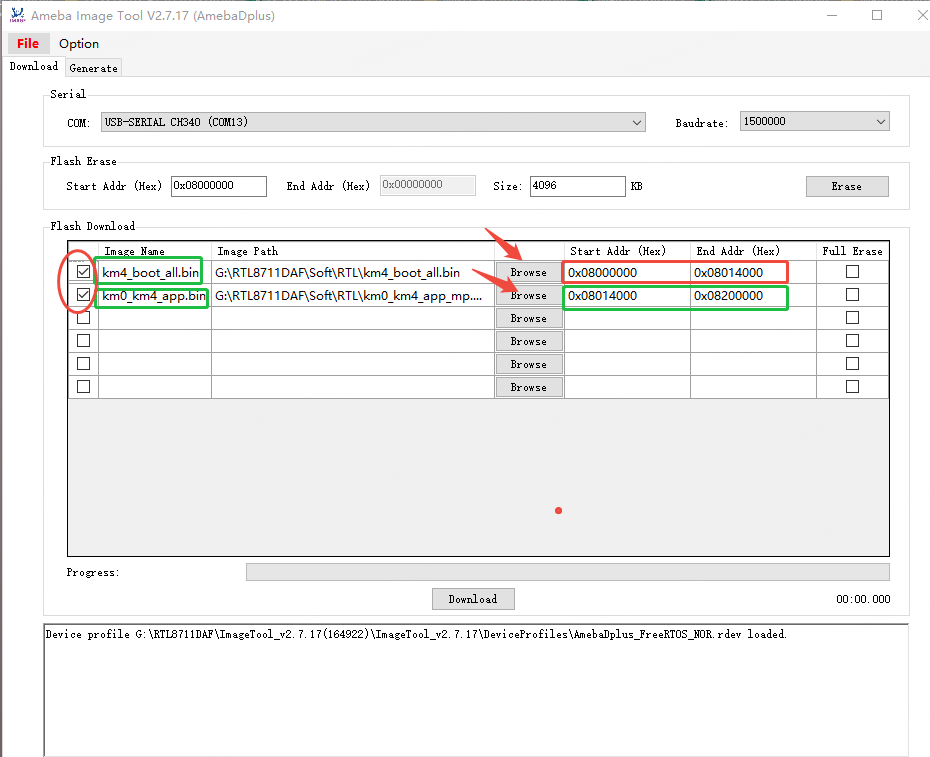 Ameba Image Tool V2.7.17 (AmebaDplus)
File Option
Download Generate
Serial
COM: USB-SERIAL CH340 (COM13) Baudrate: 1500000
Flash Erase
Start Addr (Hex) 0x08000000 End Addr (Hex) 0x00000000 Size: 4096 KB Erase
Flash Download
Image Name Image Path Start Addr (Hex) End Addr (Hex) Full Erase
km4_boot_all.bin G:\RTL8711DAF\Soft\RTL\km4_boot_all.bin Browse 0x08000000 0x08014000
km0_km4_app.bin G:\RTL8711DAF\Soft\RTL\km0_km4_app_mp.... Browse 0x08014000 0x08200000
Browse
Browse
Browse
Browse
Progress:
Download 00:00.000
Device profile G:\RTL8711DAF\ImageTool_v2.7.17(164922)\ImageTool_v2.7.17\DeviceProfiles\AmebaDplus_FreeRTOS_NOR.rdev loaded.